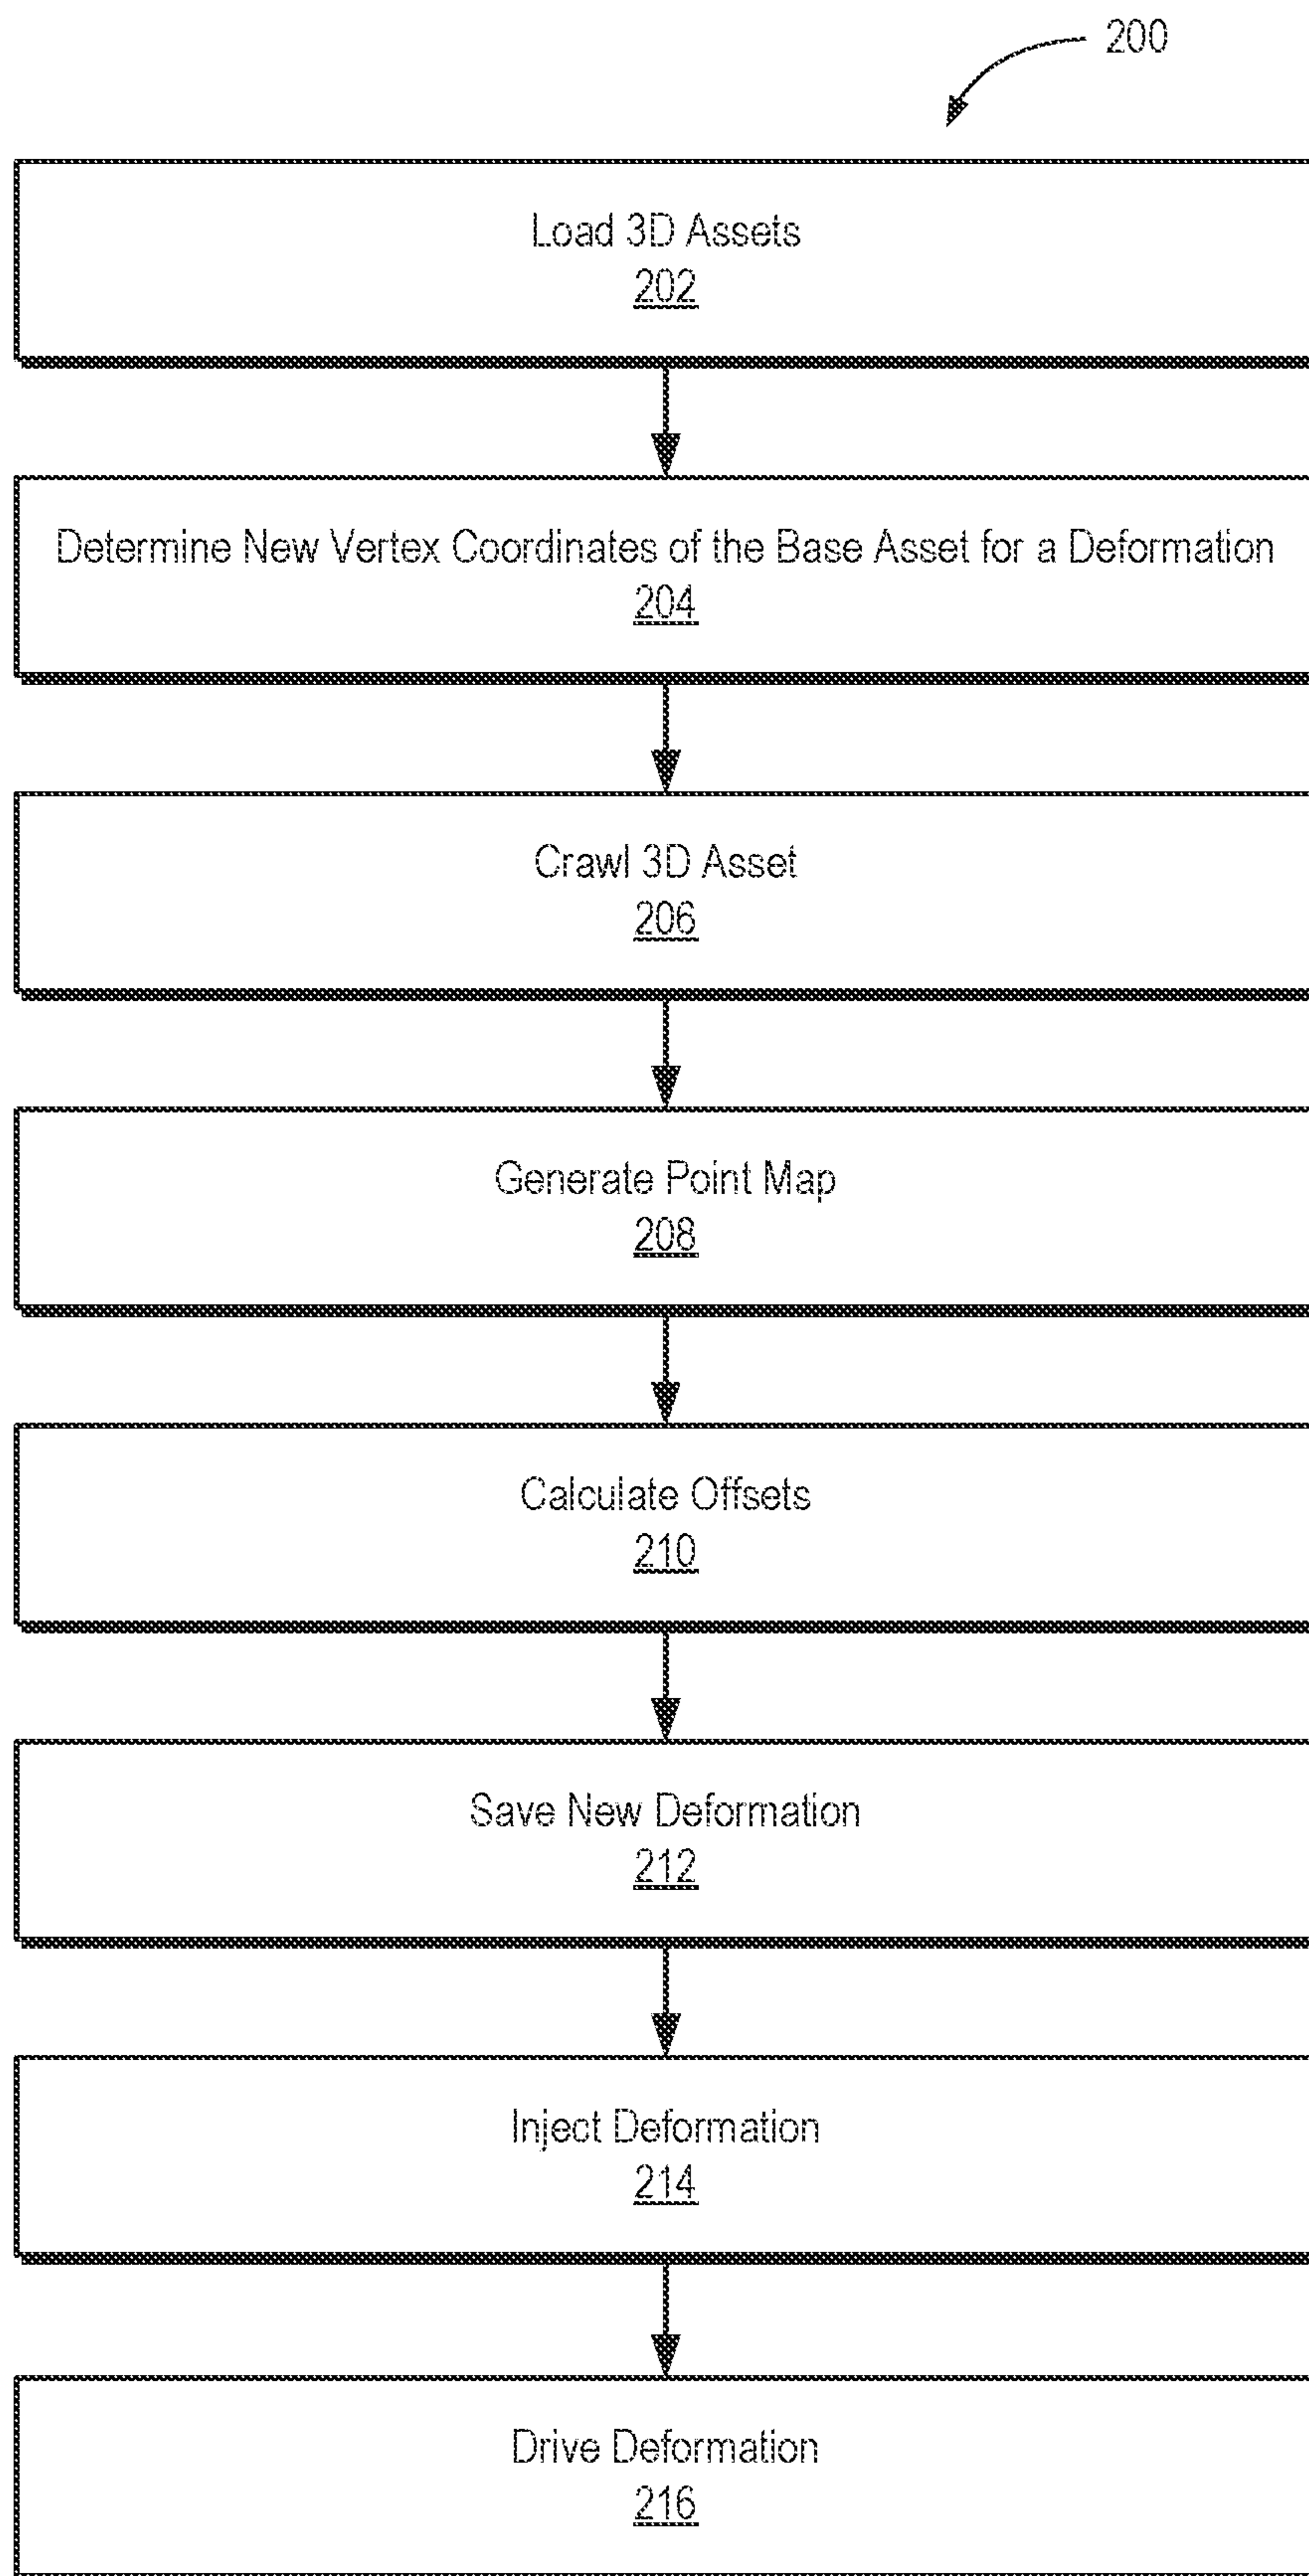 200
Load 3D Assets
202
Determine New Vertex Coordinates of the Base Asset for a Deformation
204
Crawl 3D Asset
206
Generate Point Map
208
Calculate Offsets
210
Save New Deformation
212
Inject Deformation
214
Drive Deformation
216